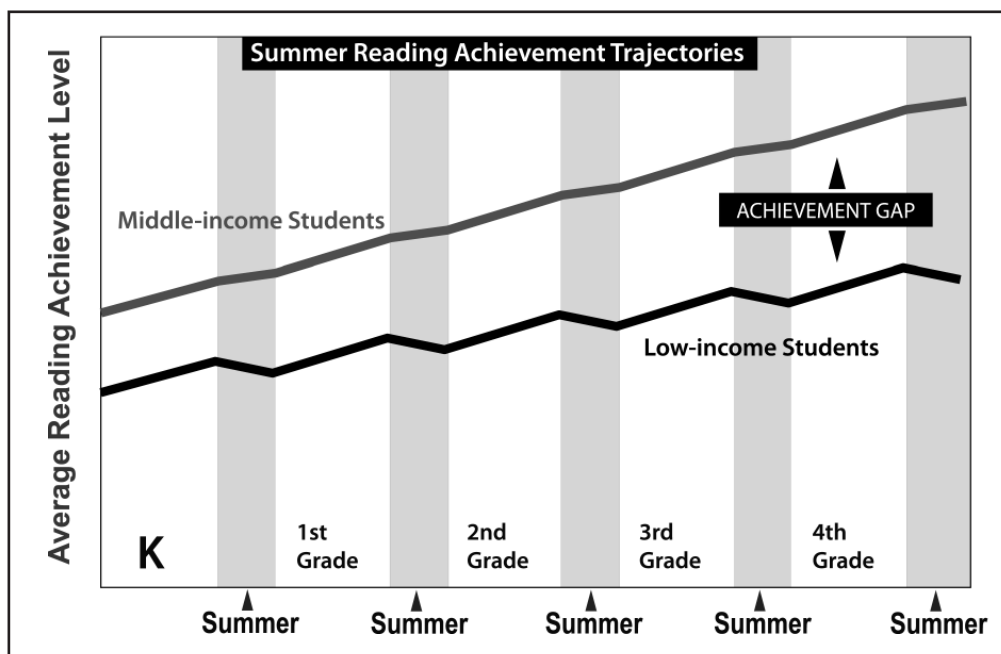 Summer Reading Achievement Trajectories
Average Reading Achievement Level
Middle-income Students
ACHIEVEMENT GAP
Low-income Students
K
1st
Grade
2nd
Grade
3rd
Grade
4th
Grade
Summer
Summer
Summer
Summer
Summer